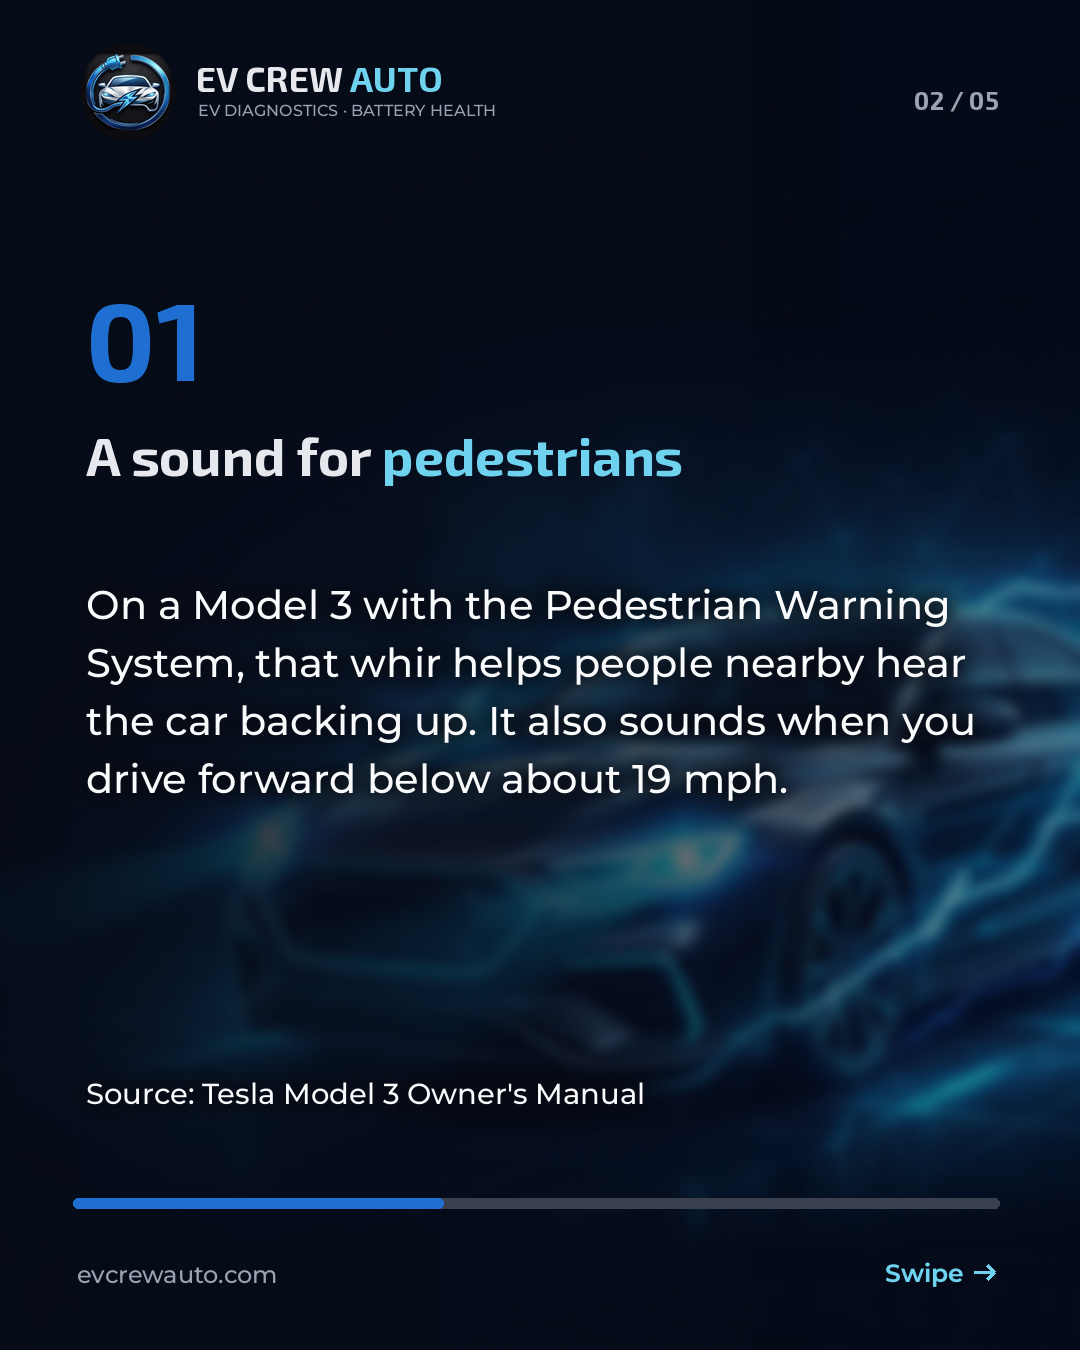 EV CREW AUTO
EV DIAGNOSTICS · BATTERY HEALTH
02 / 05
01
A sound for pedestrians
On a Model 3 with the Pedestrian Warning
System, that whir helps people nearby hear
the car backing up. It also sounds when you
drive forward below about 19 mph.
Source: Tesla Model 3 Owner's Manual
evcrewauto.com
Swipe →